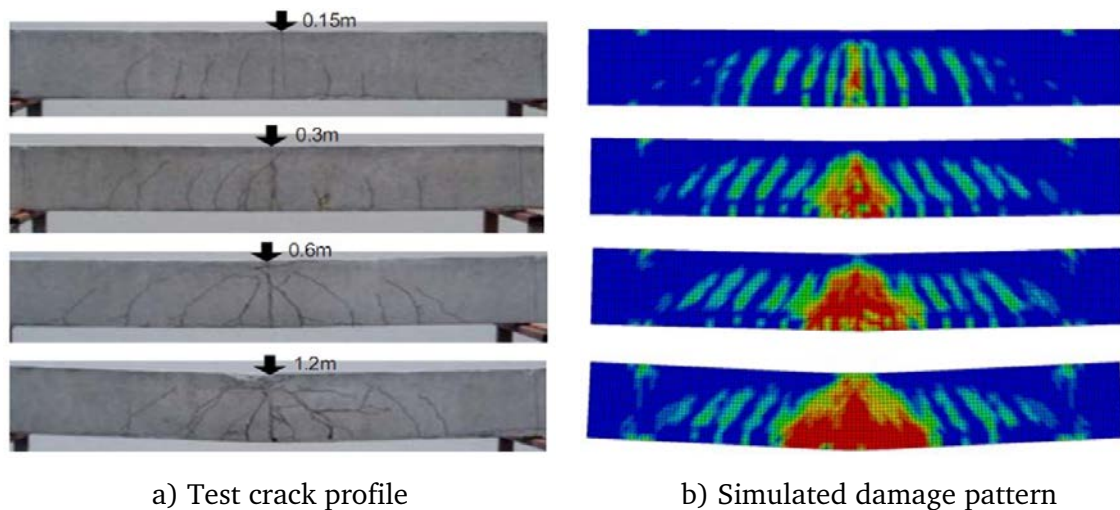 0.15m
0.3m
0.6m
1.2m
a) Test crack profile
b) Simulated damage pattern